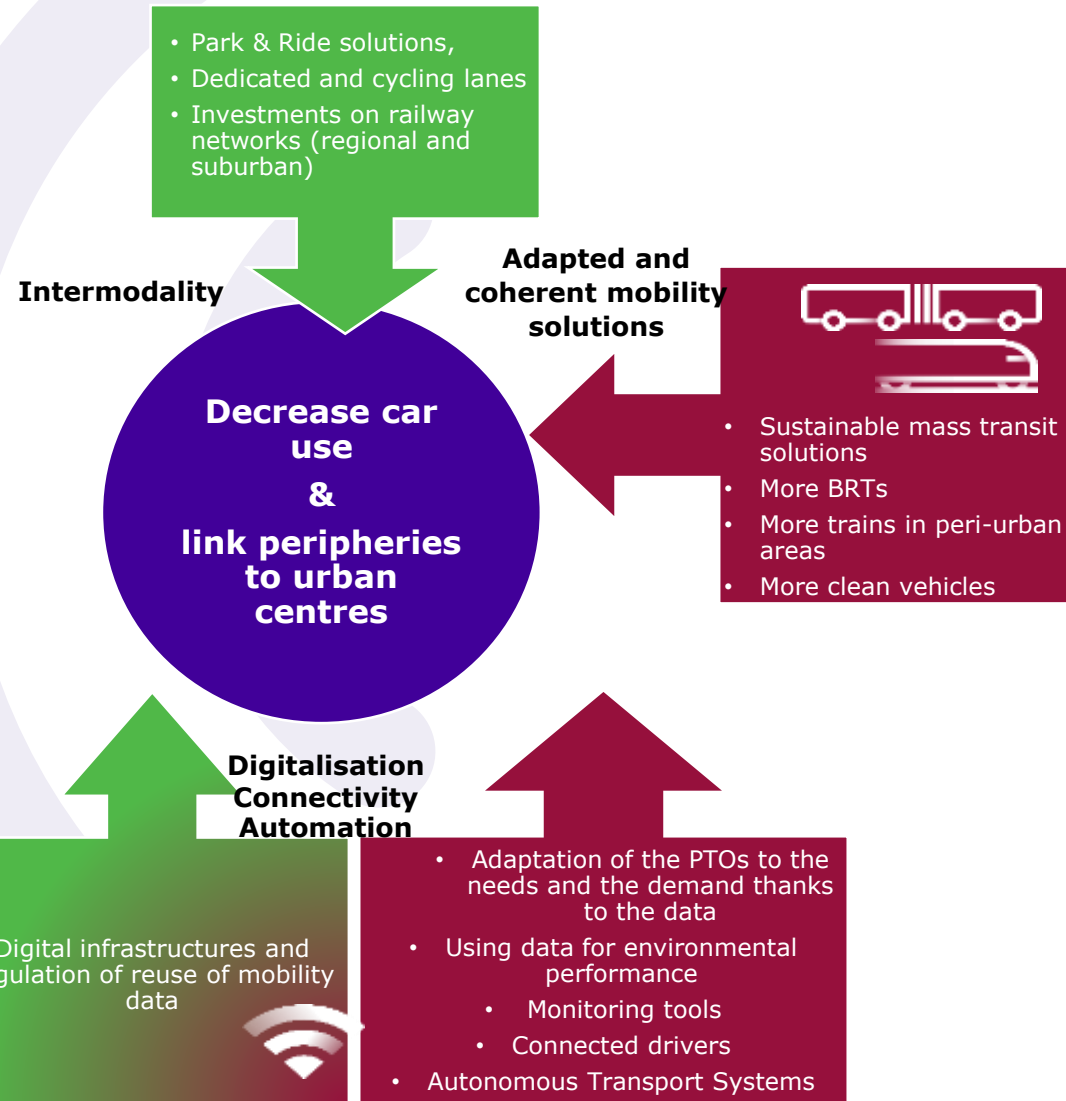 • Park & Ride solutions,
• Dedicated and cycling lanes
• Investments on railway
networks (regional and
suburban)
Intermodality
Adapted and
coherent mobility
solutions
Decrease car
use
&
link peripheries
to urban
centres
• Sustainable mass transit
solutions
• More BRTs
• More trains in peri-urban
areas
• More clean vehicles
Digitalisation
Connectivity
Automation
Digital infrastructures and
gulation of reuse of mobility
data
• Adaptation of the PTOs to the
needs and the demand thanks
to the data
• Using data for environmental
performance
• Monitoring tools
• Connected drivers
• Autonomous Transport Systems